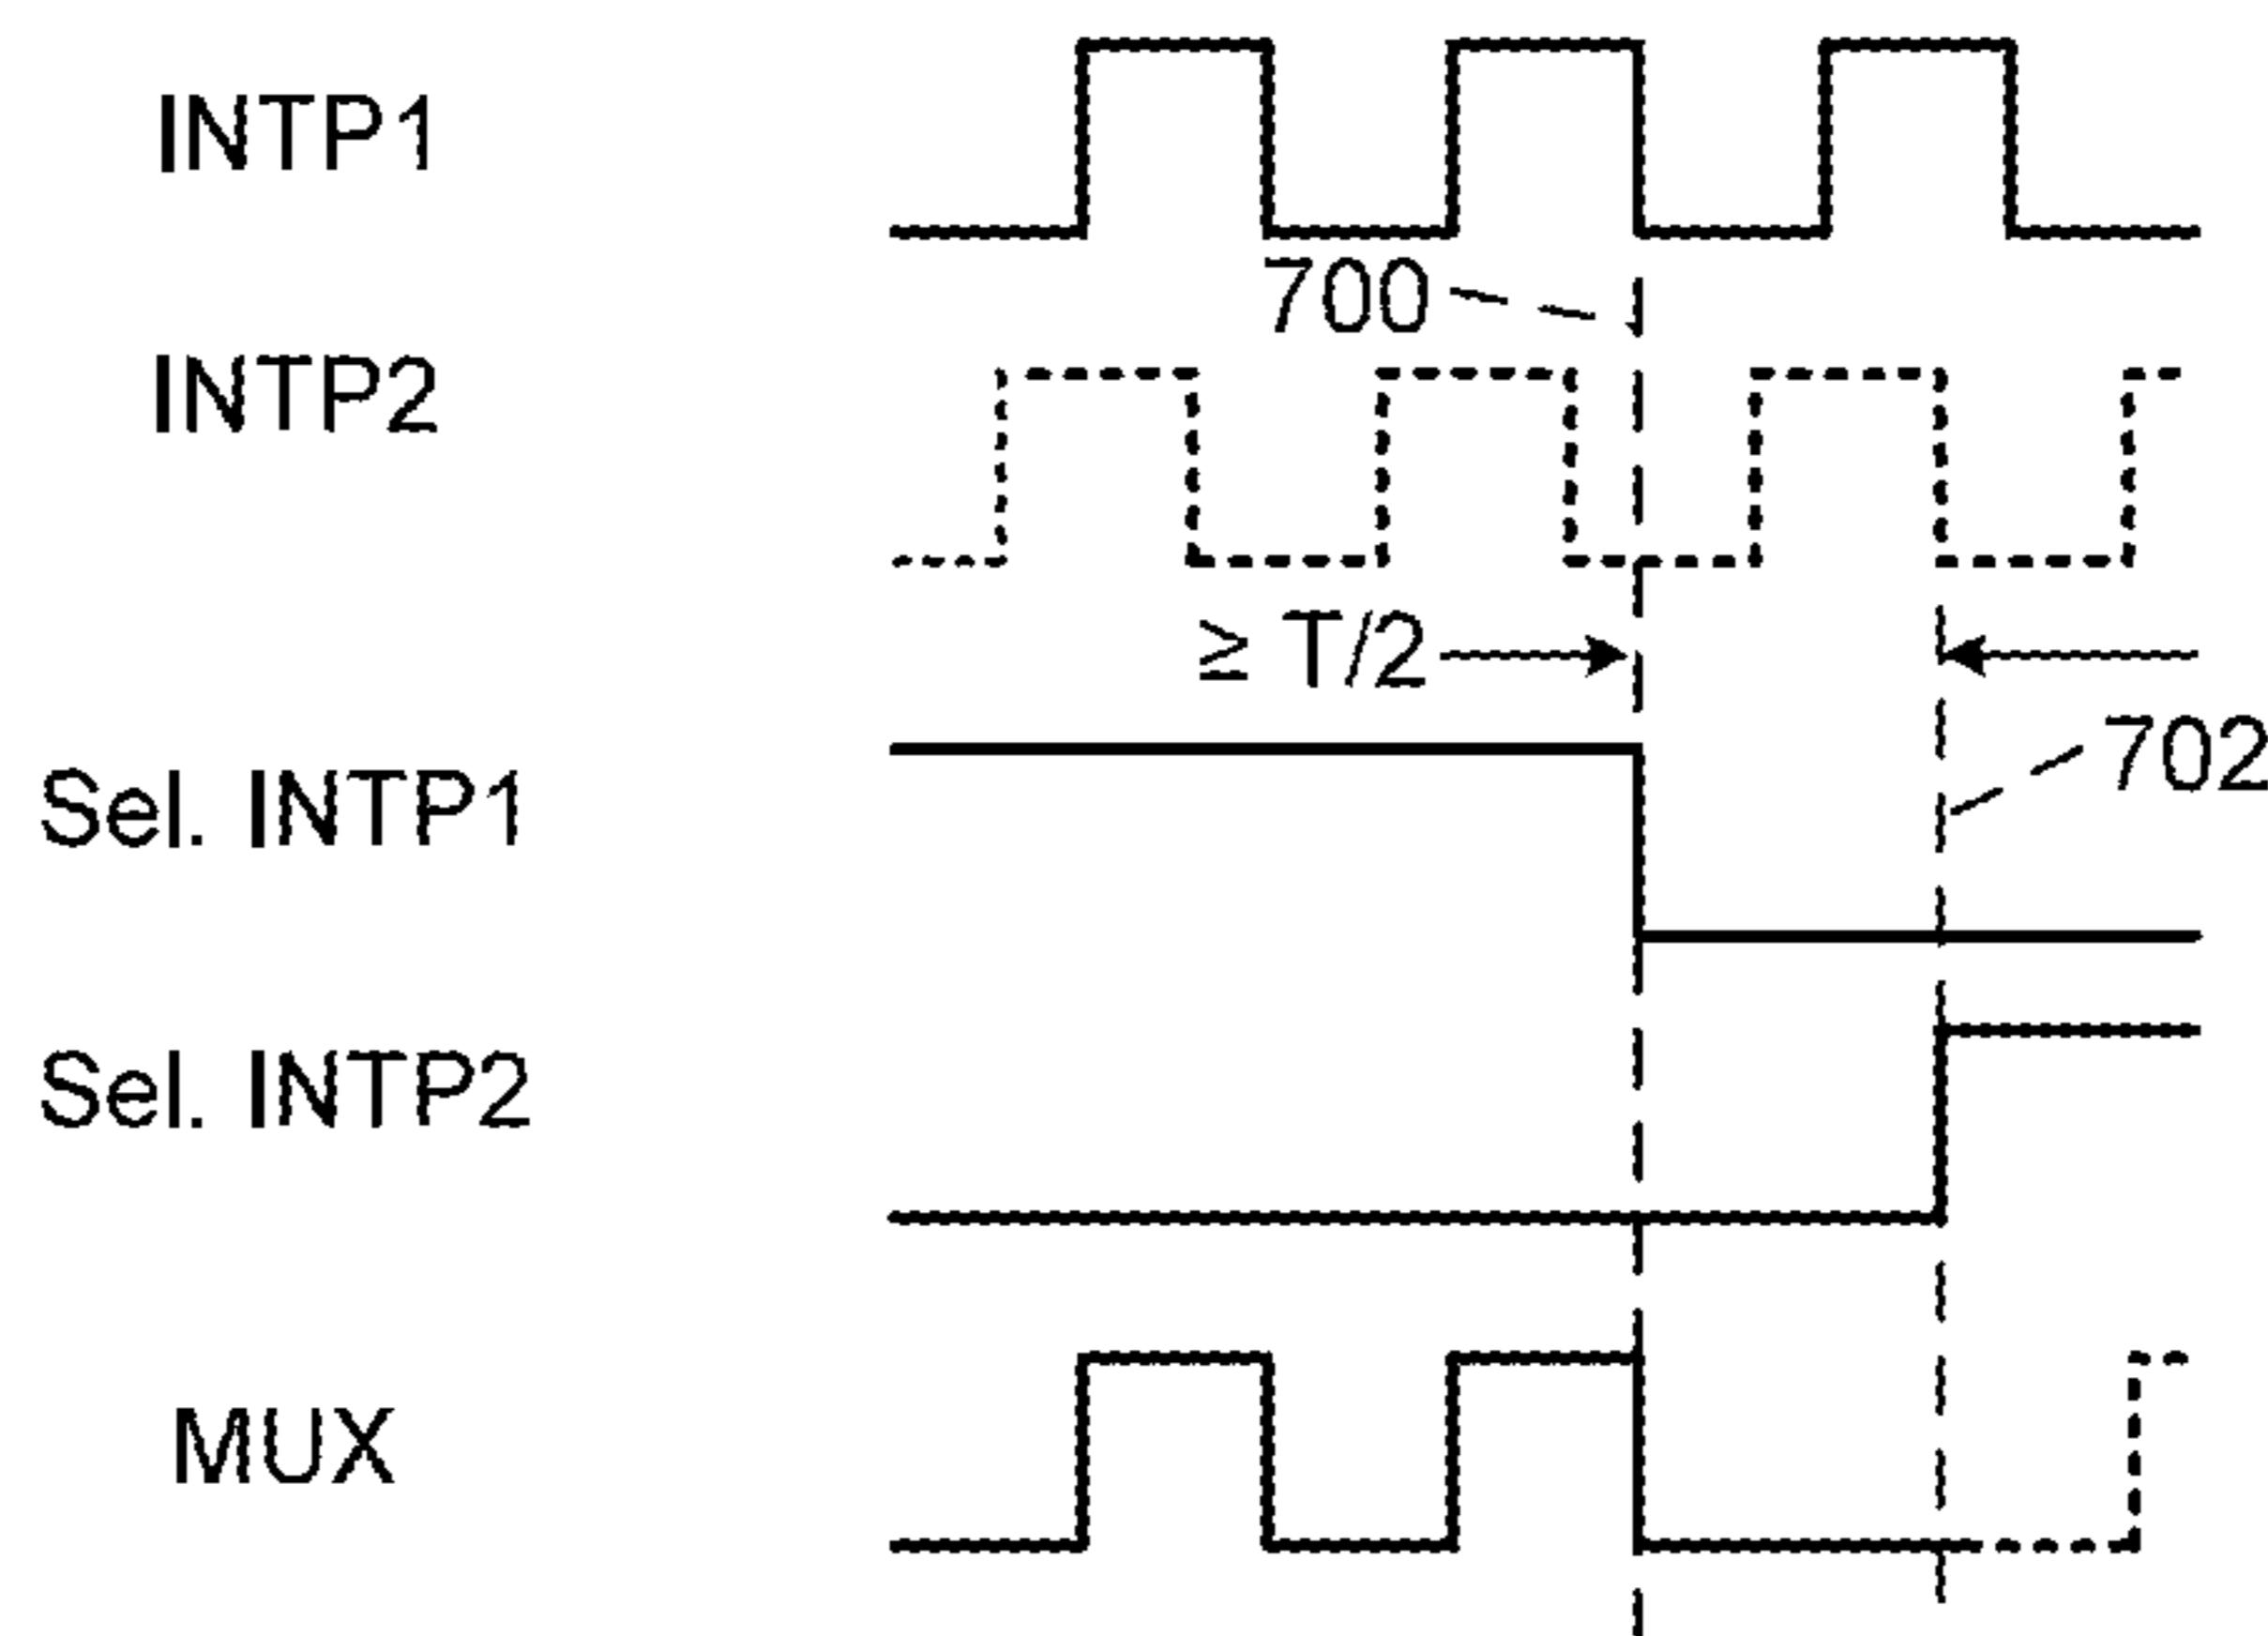 INTP1
700
INTP2
≥ T/2
702
Sel. INTP1
Sel. INTP2
MUX